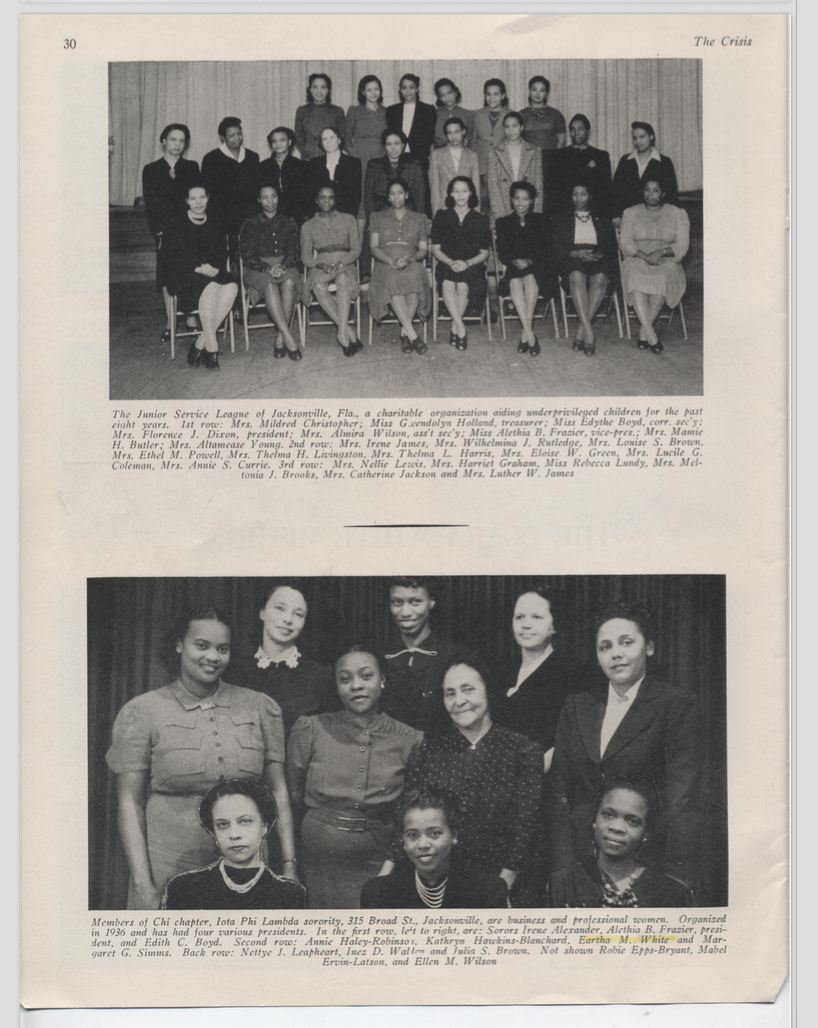 30
The Crisis
The Junior Service League of Jacksonville, Fla., a charitable organization aiding underprivileged children for the past
eight years. 1st row: Mrs. Mildred Christopher; Miss Gwendolyn Holland, treasurer; Miss Edythe Boyd, corr. sec'y;
Mrs. Florence J. Dixon, president; Mrs. Almira Wilson, ass't sec'y; Miss Alethia B. Frazier, vice-pres.; Mrs. Mamie
H. Butler; Mrs. Altamease Young. 2nd row: Mrs. Irene James, Mrs. Wilhelmina J. Rutledge, Mrs. Louise S. Brown,
Mrs. Ethel M. Powell, Mrs. Thelma H. Livingston, Mrs. Thelma L. Harris, Mrs. Eloise W. Green, Mrs. Lucile G.
Coleman, Mrs. Annie S. Currie. 3rd row: Mrs. Nellie Lewis, Mrs. Harriet Graham, Miss Rebecca Lundy, Mrs. Mel-
tonia J. Brooks, Mrs. Catherine Jackson and Mrs. Luther W. James
Members of Chi chapter, Iota Phi Lambda sorority, 315 Broad St., Jacksonville, are business and professional women. Organized
in 1936 and has had four various presidents. In the first row, left to right, are: Sorors Irene Alexander, Alethia B. Frazier, presi-
dent, and Edith C. Boyd. Second row: Annie Haley-Robinson, Kathryn Hawkins-Blanchard, Eartha M. White and Mar-
garet G. Simms. Back row: Nettye J. Leapheart, Inez D. Walten and Julia S. Brown. Not shown Robie Epps-Bryant, Mabel
Ervin-Latson, and Ellen M. Wilson